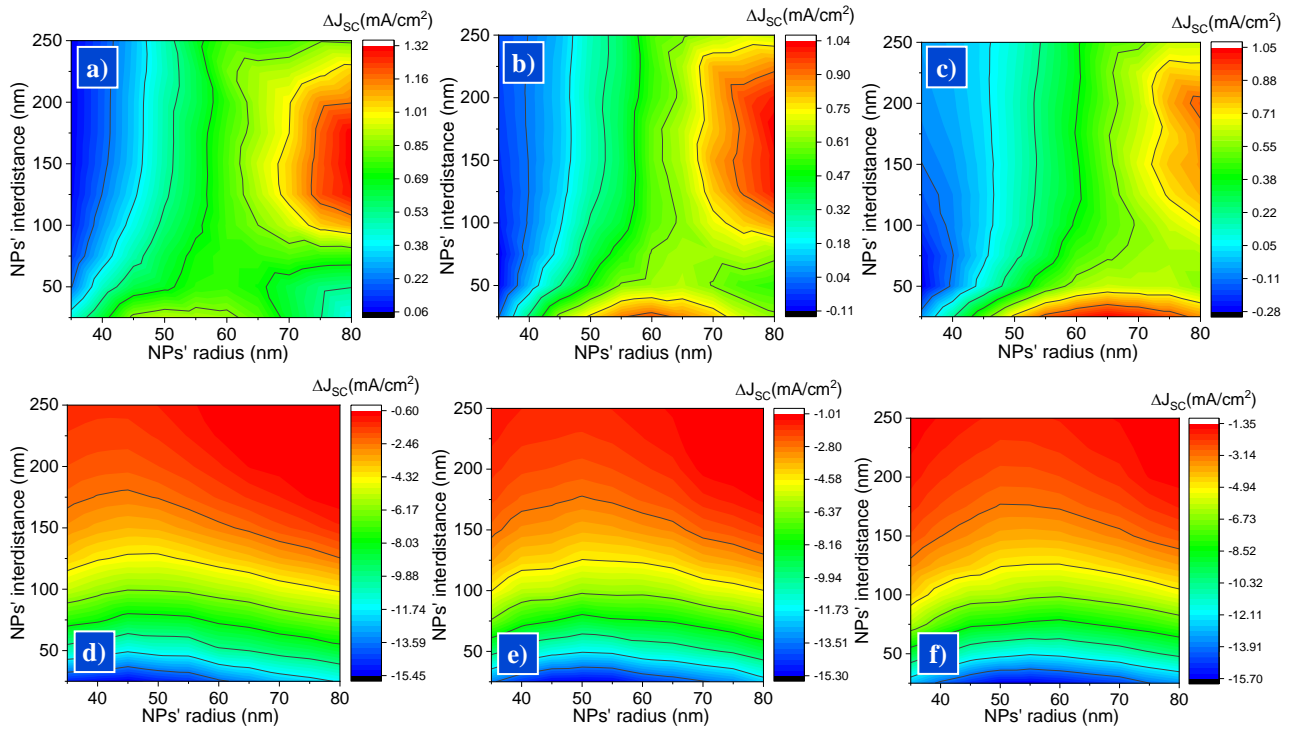 a)
ΔJSC(mA/cm2)
250
200
150
100
50
40 50 60 70 80
NPs' radius (nm)
NPs' interdistance (nm)
1.32
1.16
1.01
0.85
0.69
0.53
0.38
0.22
0.06
b)
ΔJSC(mA/cm2)
250
200
150
100
50
40 50 60 70 80
NPs' radius (nm)
NPs' interdistance (nm)
1.04
0.90
0.75
0.61
0.47
0.32
0.18
0.04
-0.11
c)
ΔJSC(mA/cm2)
250
200
150
100
50
40 50 60 70 80
NPs' radius (nm)
NPs' interdistance (nm)
1.05
0.88
0.71
0.55
0.38
0.22
0.05
-0.11
-0.28
d)
ΔJSC(mA/cm2)
250
200
150
100
50
40 50 60 70 80
NPs' radius (nm)
NPs' interdistance (nm)
-0.60
-2.46
-4.32
-6.17
-8.03
-9.88
-11.74
-13.59
-15.45
e)
ΔJSC(mA/cm2)
250
200
150
100
50
40 50 60 70 80
NPs' radius (nm)
NPs' interdistance (nm)
-1.01
-2.80
-4.58
-6.37
-8.16
-9.94
-11.73
-13.51
-15.30
f)
ΔJSC(mA/cm2)
250
200
150
100
50
40 50 60 70 80
NPs' radius (nm)
NPs' interdistance (nm)
-1.35
-3.14
-4.94
-6.73
-8.52
-10.32
-12.11
-13.91
-15.70